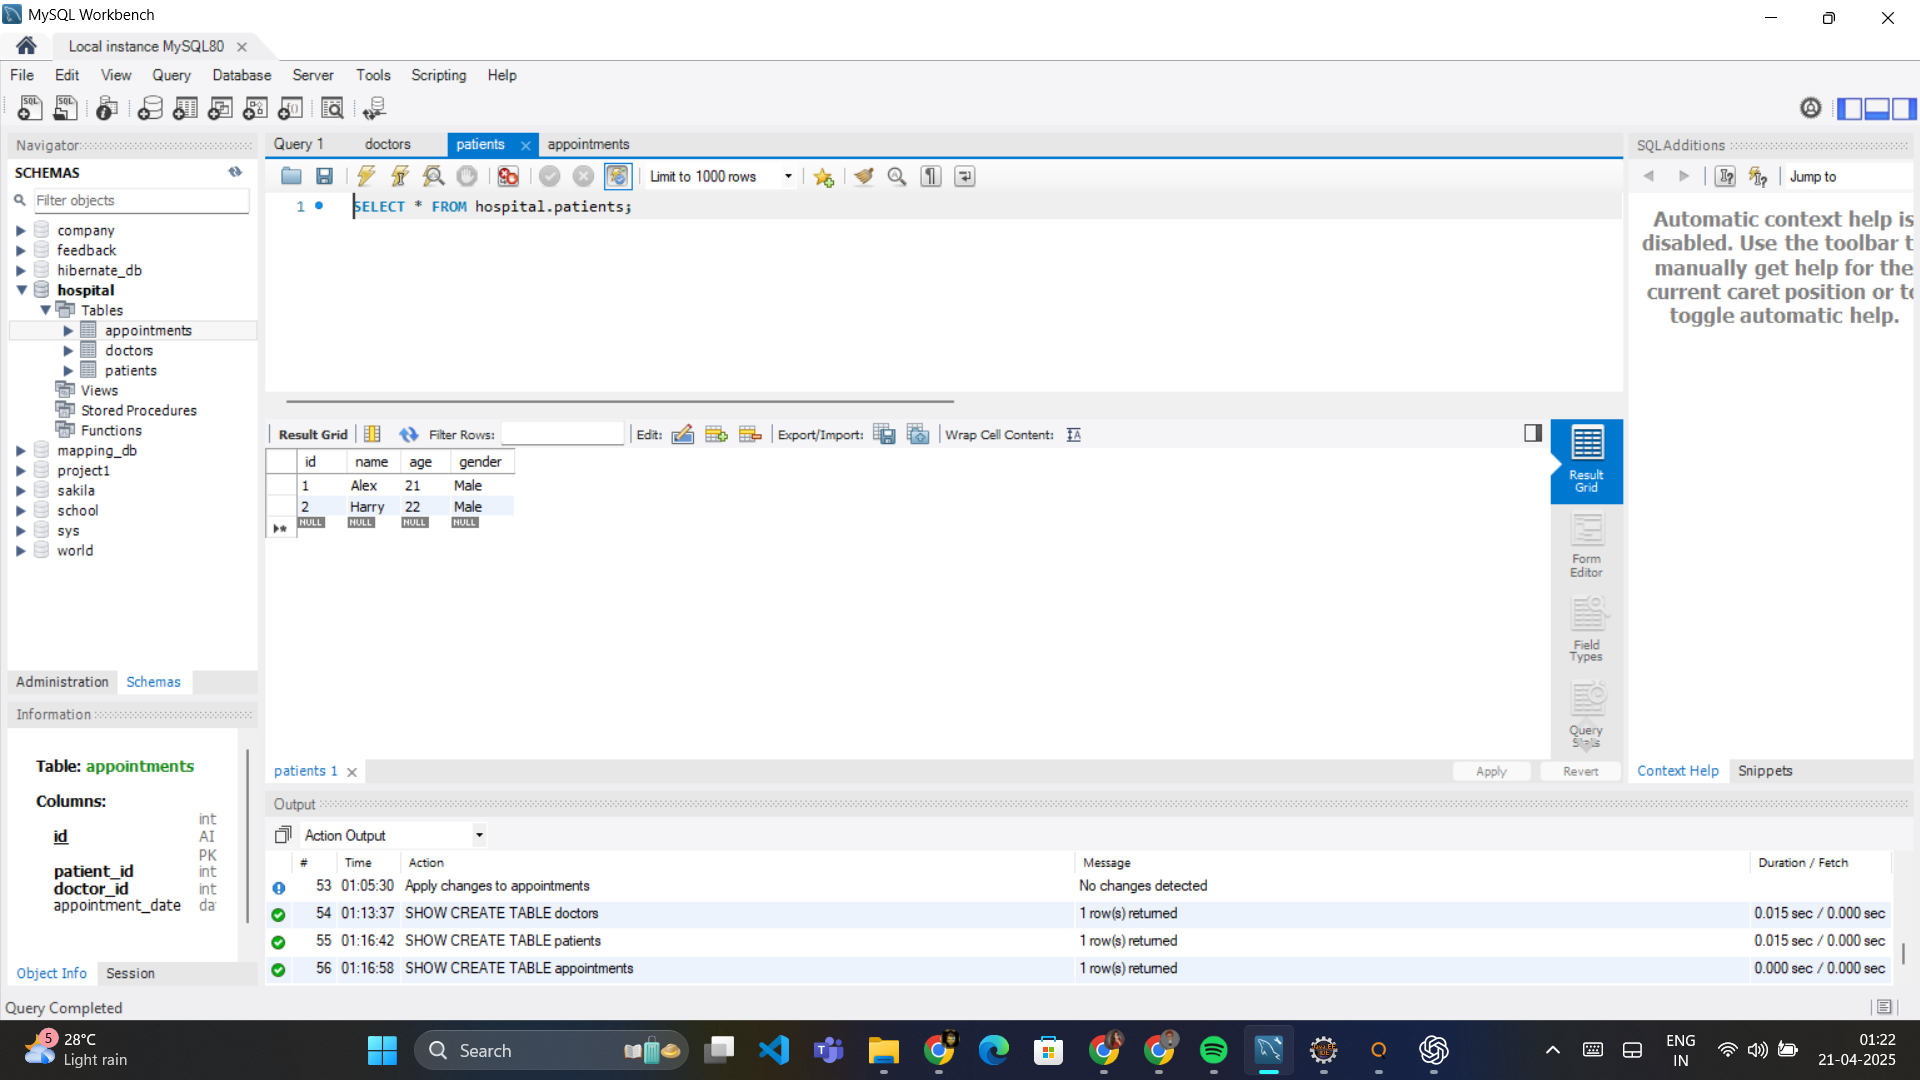 MySQL Workbench
Local instance MySQL80
File Edit View Query Database Server Tools Scripting Help
Navigator
SCHEMAS
Filter objects
company
feedback
hibernate_db
hospital
Tables
appointments
doctors
patients
Views
Stored Procedures
Functions
mapping_db
project1
sakila
school
sys
world
Administration Schemas
Information
Table: appointments
Columns:
id int AI PK
patient_id int
doctor_id int
appointment_date da
Object Info Session
Query 1 doctors patients appointments
Limit to 1000 rows
1 SELECT * FROM hospital.patients;
Result Grid Filter Rows: Edit: Export/Import: Wrap Cell Content:
id name age gender
1 Alex 21 Male
2 Harry 22 Male
NULL NULL NULL NULL
Result Grid
Form Editor
Field Types
Query Stats
patients 1
Apply Revert
SQLAdditions
Jump to
Automatic context help is
disabled. Use the toolbar t
manually get help for the
current caret position or to
toggle automatic help.
Context Help Snippets
Output
Action Output
# Time Action Message Duration / Fetch
53 01:05:30 Apply changes to appointments No changes detected
54 01:13:37 SHOW CREATE TABLE doctors 1 row(s) returned 0.015 sec / 0.000 sec
55 01:16:42 SHOW CREATE TABLE patients 1 row(s) returned 0.015 sec / 0.000 sec
56 01:16:58 SHOW CREATE TABLE appointments 1 row(s) returned 0.000 sec / 0.000 sec
Query Completed
5 28°C
Light rain
Search
ENG
IN
01:22
21-04-2025